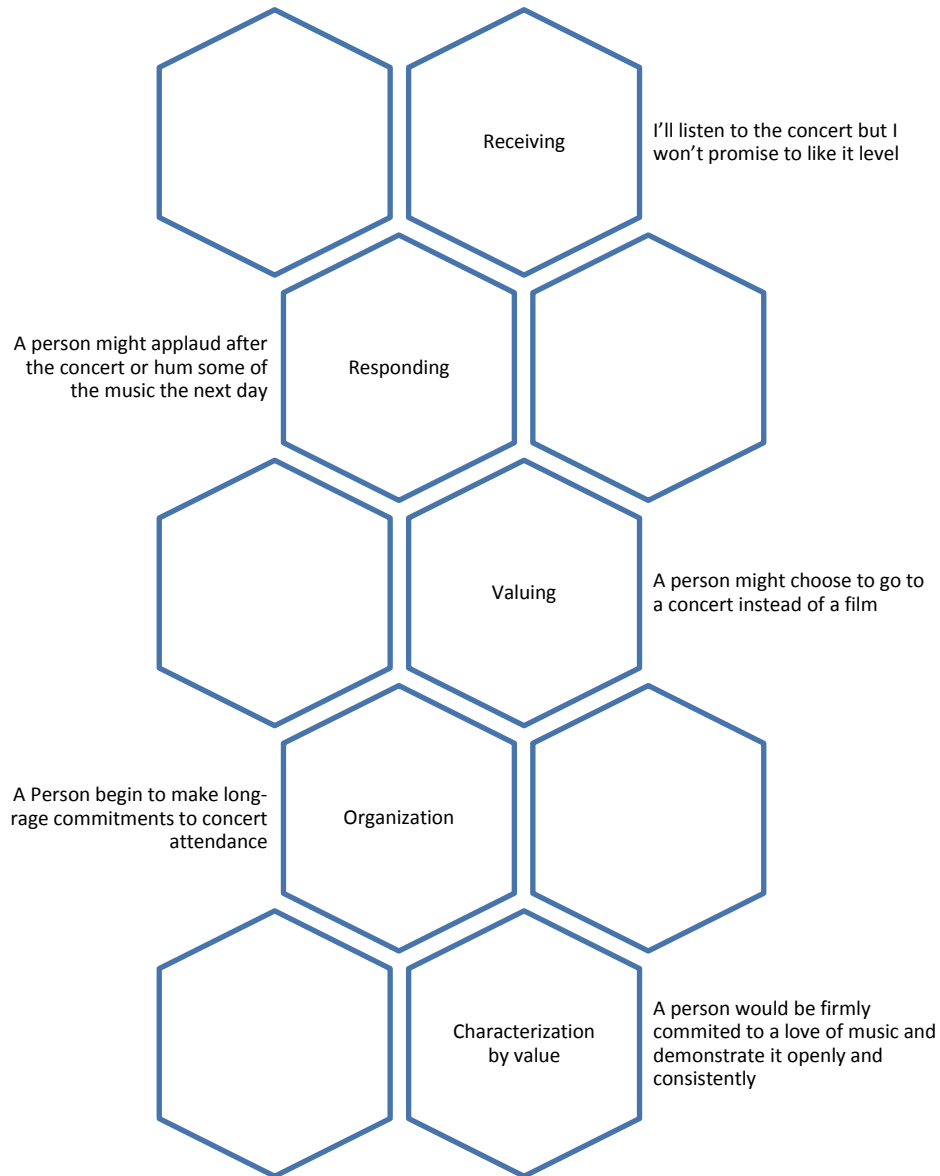 Receiving
I’ll listen to the concert but I
won’t promise to like it level
A person might applaud after
the concert or hum some of
the music the next day
Responding
Valuing
A person might choose to go to
a concert instead of a film
A Person begin to make long-
rage commitments to concert
attendance
Organization
Characterization
by value
A person would be firmly
commited to a love of music and
demonstrate it openly and
consistently